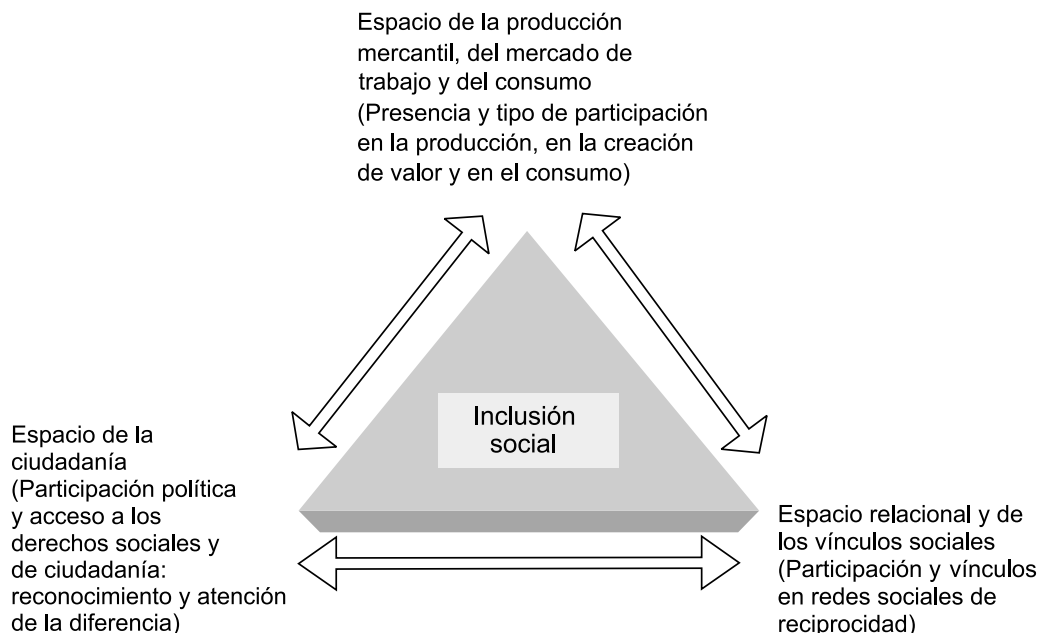 Espacio de la producción
mercantil, del mercado de
trabajo y del consumo
(Presencia y tipo de participación
en la producción, en la creación
de valor y en el consumo)
Inclusión
social
Espacio de la
ciudadanía
(Participación política
y acceso a los
derechos sociales y
de ciudadanía:
reconocimiento y atención
de la diferencia)
Espacio relacional y de
los vínculos sociales
(Participación y vínculos
en redes sociales de
reciprocidad)